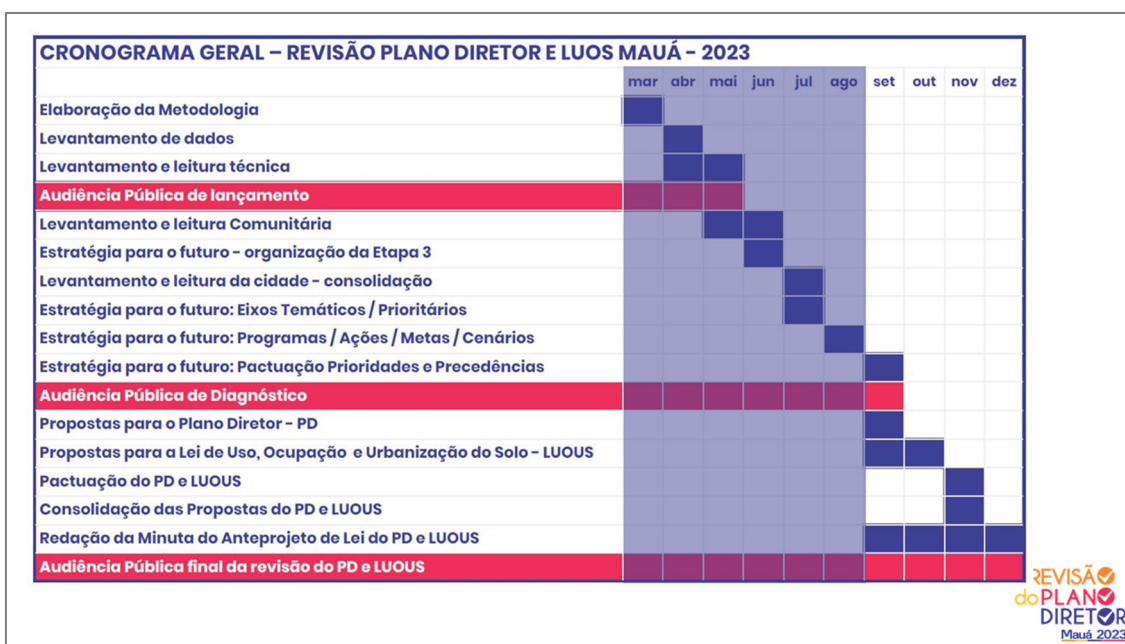 CRONOGRAMA GERAL – REVISÃO PLANO DIRETOR E LUOS MAUÁ - 2023
mar abr mai jun jul ago set out nov dez
Elaboração da Metodologia
Levantamento de dados
Levantamento e leitura técnica
Audiência Pública de lançamento
Levantamento e leitura Comunitária
Estratégia para o futuro - organização da Etapa 3
Levantamento e leitura da cidade - consolidação
Estratégia para o futuro: Eixos Temáticos / Prioritários
Estratégia para o futuro: Programas / Ações / Metas / Cenários
Estratégia para o futuro: Pactuação Prioridades e Precedências
Audiência Pública de Diagnóstico
Propostas para o Plano Diretor - PD
Propostas para a Lei de Uso, Ocupação e Urbanização do Solo - LUOUS
Pactuação do PD e LUOUS
Consolidação das Propostas do PD e LUOUS
Redação da Minuta do Anteprojeto de Lei do PD e LUOUS
Audiência Pública final da revisão do PD e LUOUS
REVISÃO
do PLANO
DIRETOR
Mauá 2023